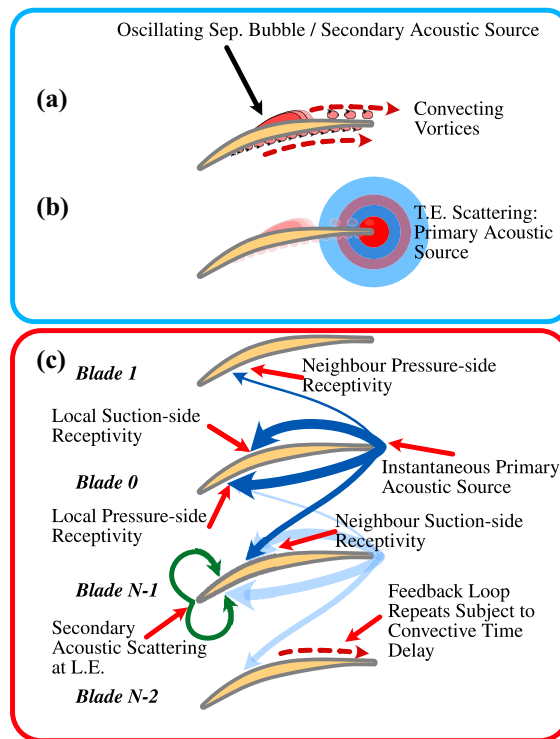 Oscillating Sep. Bubble / Secondary Acoustic Source
(a)
Convecting
Vortices
(b)
T.E. Scattering:
Primary Acoustic
Source
(c)
Blade 1
Neighbour Pressure-side
Receptivity
Local Suction-side
Receptivity
Blade 0
Instantaneous Primary
Acoustic Source
Local Pressure-side
Receptivity
Neighbour Suction-side
Receptivity
Blade N-1
Feedback Loop
Repeats Subject to
Convective Time
Delay
Secondary
Acoustic Scattering
at L.E.
Blade N-2